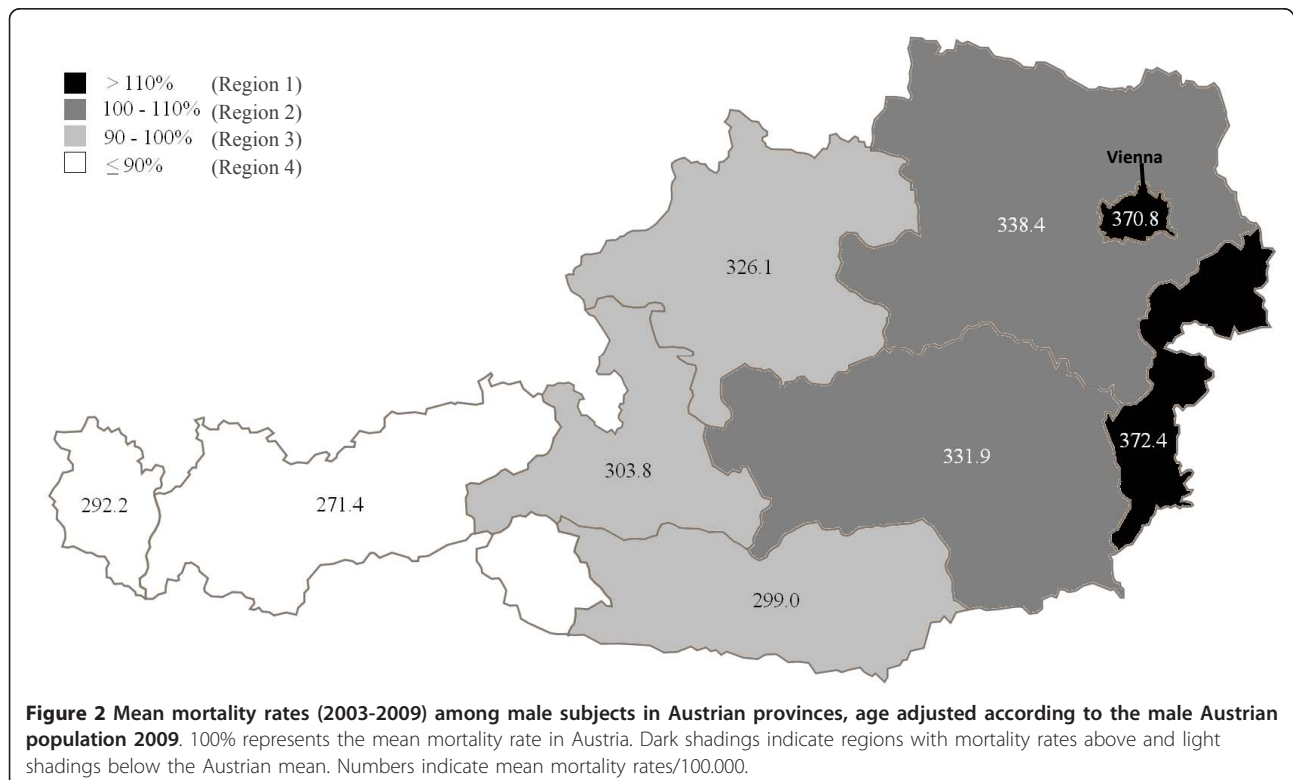 > 110% (Region 1)
100 - 110% (Region 2)
90 - 100% (Region 3)
≤ 90% (Region 4)
Vienna
370.8
338.4
326.1
372.4
331.9
303.8
292.2
271.4
299.0
Figure 2 Mean mortality rates (2003-2009) among male subjects in Austrian provinces, age adjusted according to the male Austrian
population 2009. 100% represents the mean mortality rate in Austria. Dark shadings indicate regions with mortality rates above and light
shadings below the Austrian mean. Numbers indicate mean mortality rates/100.000.